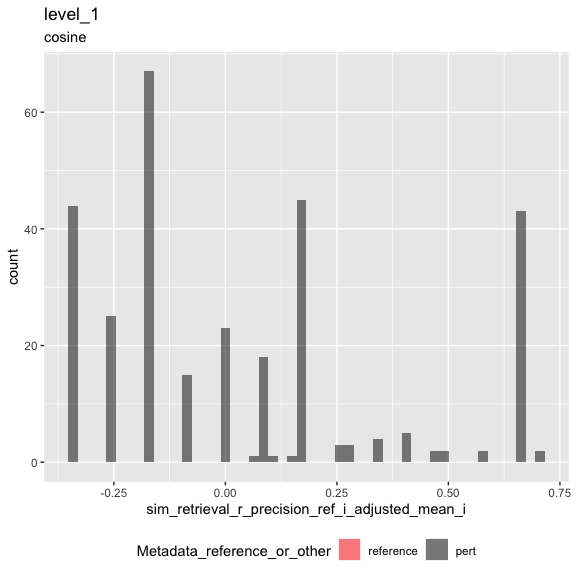 level_1
cosine
60
40
20
0
count
-0.25
0.00
0.25
0.50
0.75
sim_retrieval_r_precision_ref_i_adjusted_mean_i
Metadata_reference_or_other reference pert